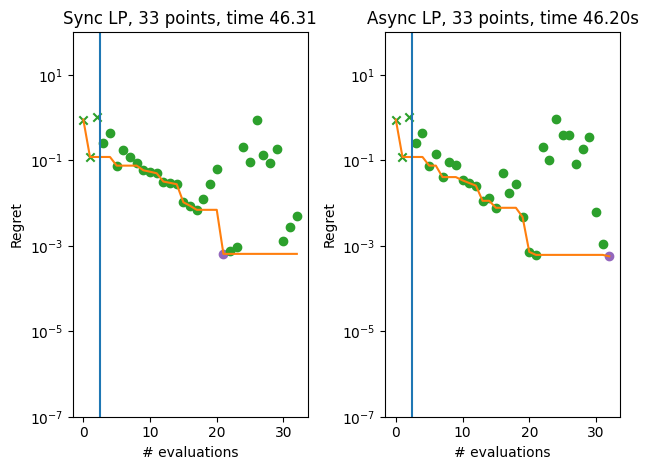 Sync LP, 33 points, time 46.31
Async LP, 33 points, time 46.20s
Regret
10^1
10^-1
10^-3
10^-5
10^-7
0 10 20 30
# evaluations
Regret
10^1
10^-1
10^-3
10^-5
10^-7
0 10 20 30
# evaluations